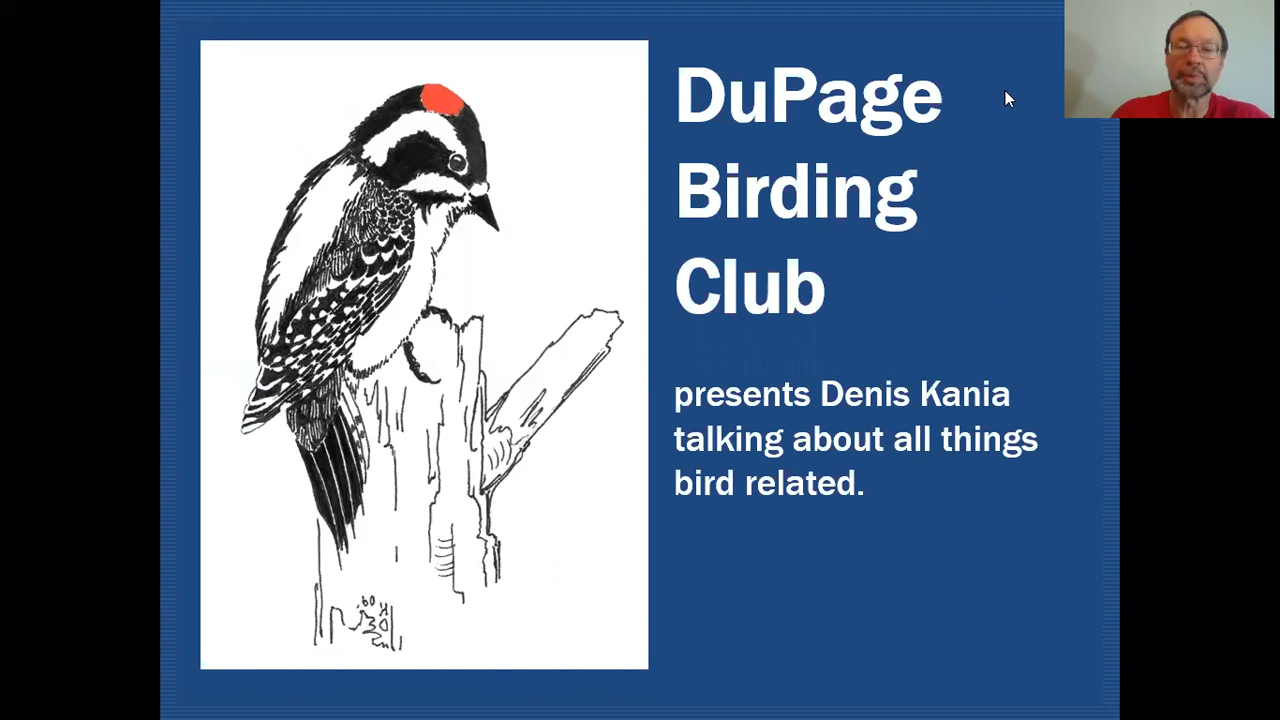 DuPage
Birding
Club
presents Denis Kania
talking about all things
bird related.